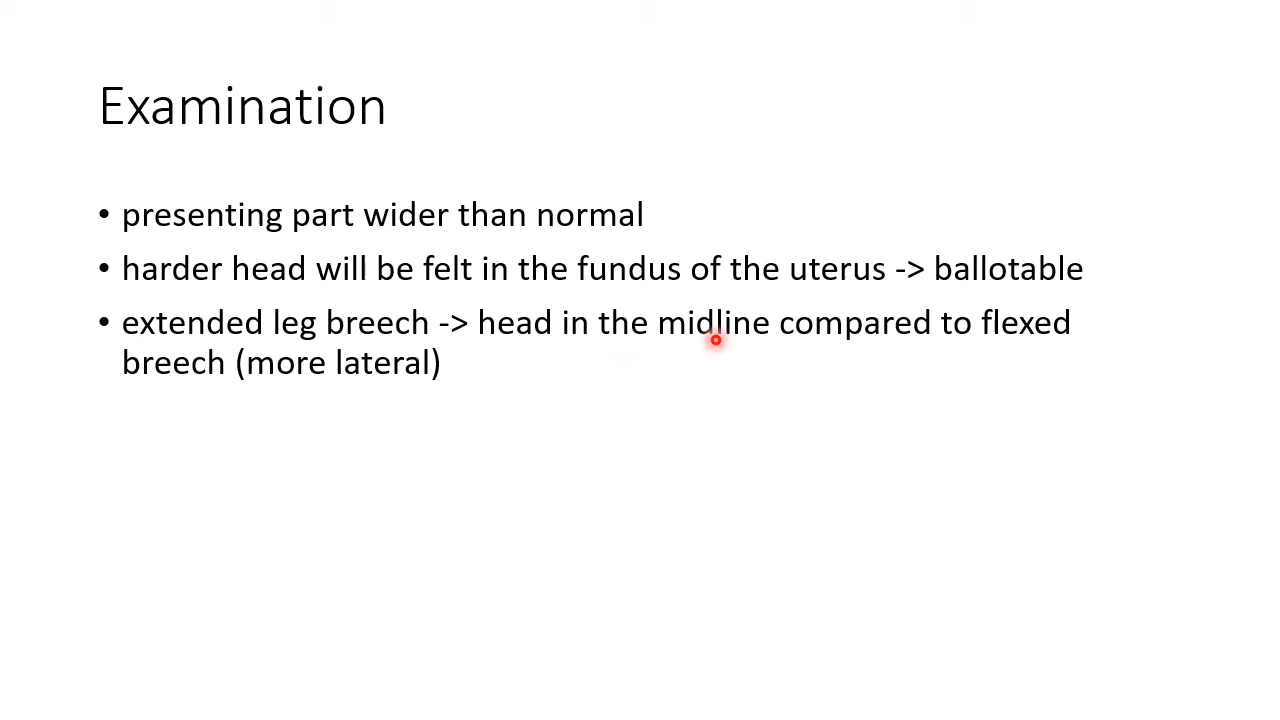 Examination
• presenting part wider than normal
• harder head will be felt in the fundus of the uterus -> ballotable
• extended leg breech -> head in the midline compared to flexed
breech (more lateral)